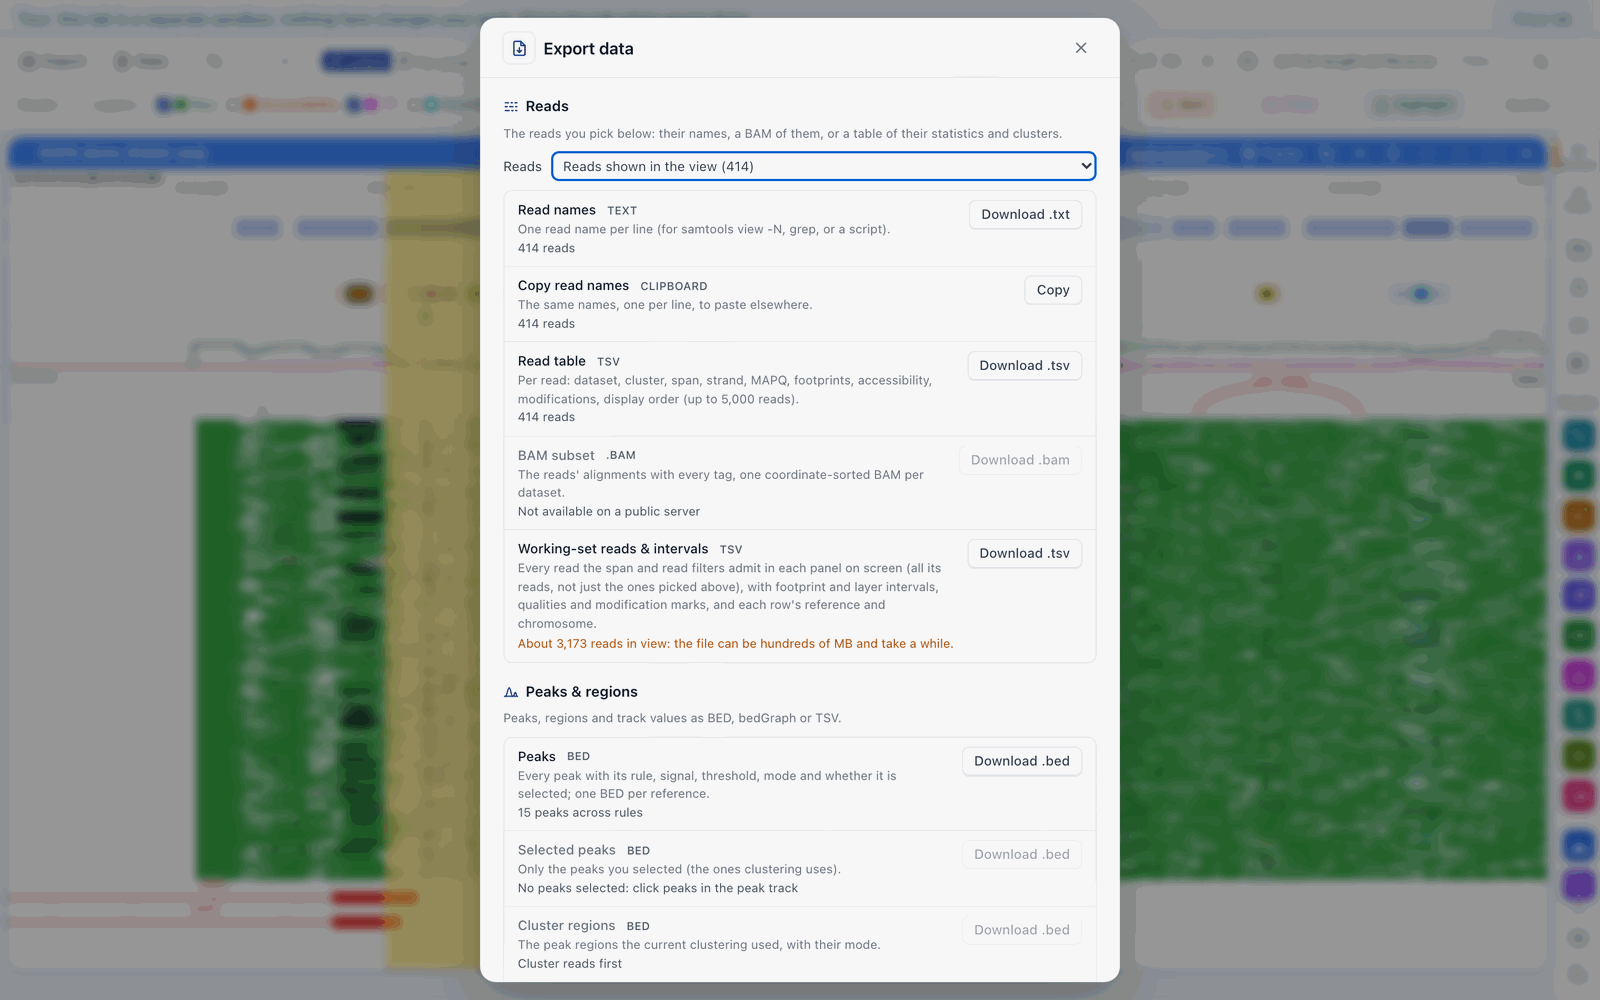 Export data
Reads
The reads you pick below: their names, a BAM of them, or a table of their statistics and clusters.
Reads
Reads shown in the view (414)
Read names TEXT
Download .txt
One read name per line (for samtools view -N, grep, or a script).
414 reads
Copy read names CLIPBOARD
Copy
The same names, one per line, to paste elsewhere.
414 reads
Read table TSV
Download .tsv
Per read: dataset, cluster, span, strand, MAPQ, footprints, accessibility,
modifications, display order (up to 5,000 reads).
414 reads
BAM subset .BAM
Download .bam
The reads' alignments with every tag, one coordinate-sorted BAM per
dataset.
Not available on a public server
Working-set reads & intervals TSV
Download .tsv
Every read the span and read filters admit in each panel on screen (all its
reads, not just the ones picked above), with footprint and layer intervals,
qualities and modification marks, and each row's reference and
chromosome.
About 3,173 reads in view: the file can be hundreds of MB and take a while.
Peaks & regions
Peaks, regions and track values as BED, bedGraph or TSV.
Peaks BED
Download .bed
Every peak with its rule, signal, threshold, mode and whether it is
selected; one BED per reference.
15 peaks across rules
Selected peaks BED
Download .bed
Only the peaks you selected (the ones clustering uses).
No peaks selected: click peaks in the peak track
Cluster regions BED
Download .bed
The peak regions the current clustering used, with their mode.
Cluster reads first